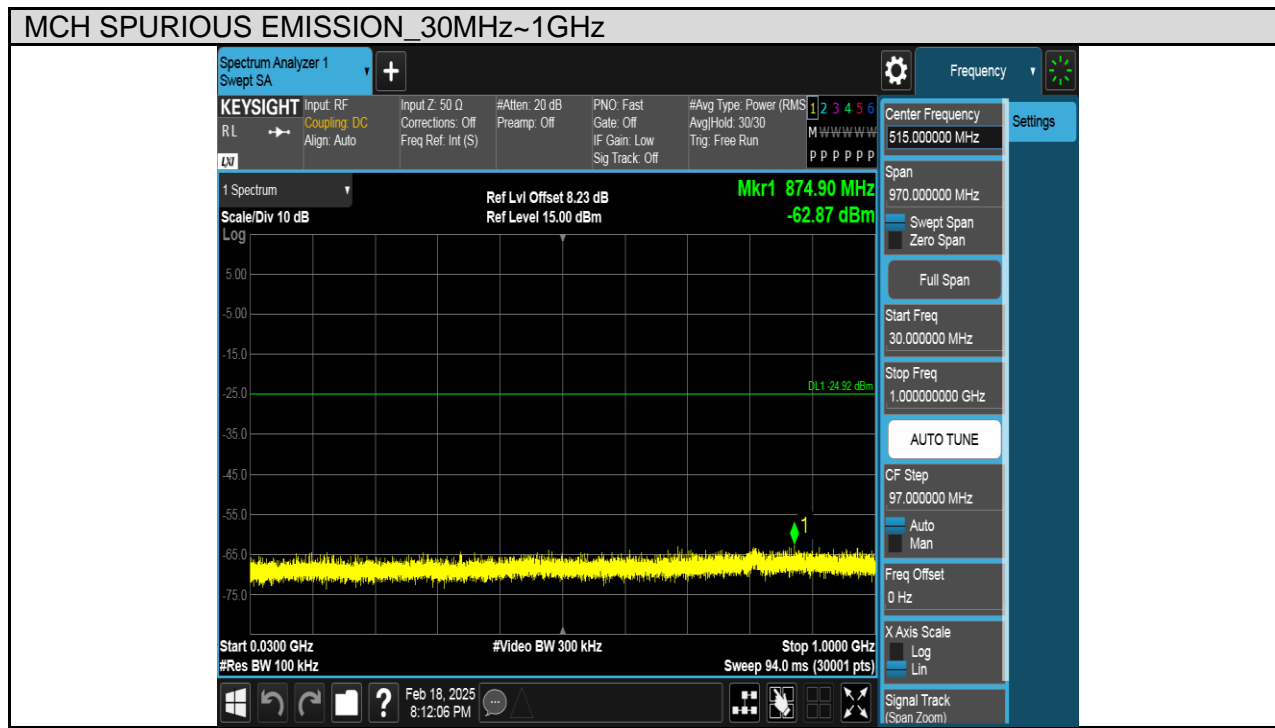 MCH SPURIOUS EMISSION_30MHz~1GHz
Spectrum Analyzer 1
Swept SA
+
Frequency
KEYSIGHT
RL
LXI
Input: RF
Coupling: DC
Align: Auto
Input Z: 50 Ω
Corrections: Off
Freq Ref: Int (S)
#Atten: 20 dB
Preamp: Off
PNO: Fast
Gate: Off
IF Gain: Low
Sig Track: Off
#Avg Type: Power (RMS
Avg|Hold: 30/30
Trig: Free Run
1 2 3 4 5 6
M W W W W W
P P P P P P
1 Spectrum
Scale/Div 10 dB
Ref Lvl Offset 8.23 dB
Ref Level 15.00 dBm
Mkr1 874.90 MHz
-62.87 dBm
Log
5.00
-5.00
-15.0
-25.0
DL1 -24.92 dBm
-35.0
-45.0
-55.0
1
-65.0
-75.0
Start 0.0300 GHz
#Res BW 100 kHz
#Video BW 300 kHz
Stop 1.0000 GHz
Sweep 94.0 ms (30001 pts)
?
Feb 18, 2025
8:12:06 PM
Center Frequency
515.000000 MHz
Settings
Span
970.000000 MHz
Swept Span
Zero Span
Full Span
Start Freq
30.000000 MHz
Stop Freq
1.000000000 GHz
AUTO TUNE
CF Step
97.000000 MHz
Auto
Man
Freq Offset
0 Hz
X Axis Scale
Log
Lin
Signal Track
(Span Zoom)